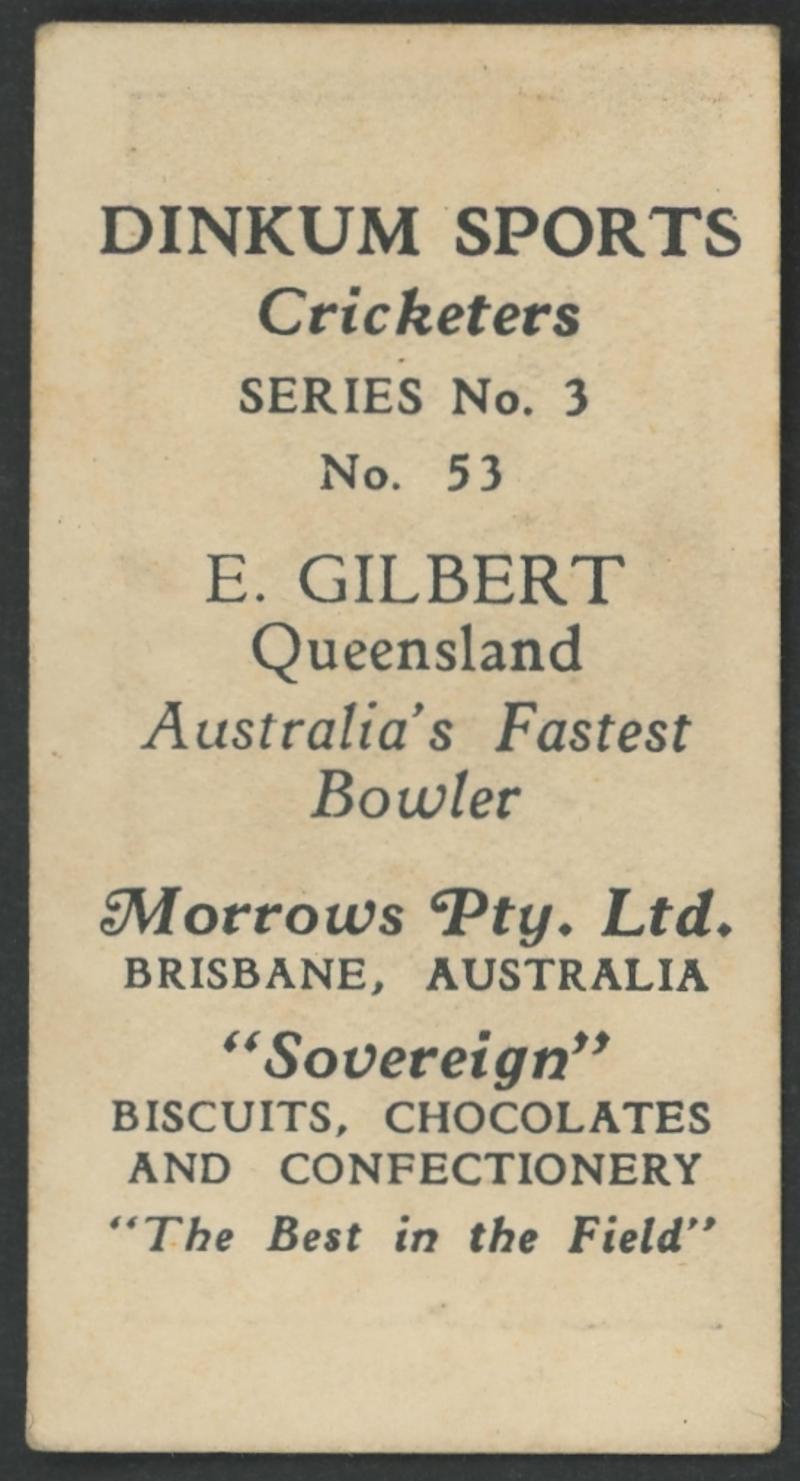 DINKUM SPORTS
Cricketers
SERIES No. 3
No. 53
E. GILBERT
Queensland
Australia's Fastest
Bowler
Morrows Pty. Ltd.
BRISBANE, AUSTRALIA
"Sovereign"
BISCUITS, CHOCOLATES
AND CONFECTIONERY
"The Best in the Field"